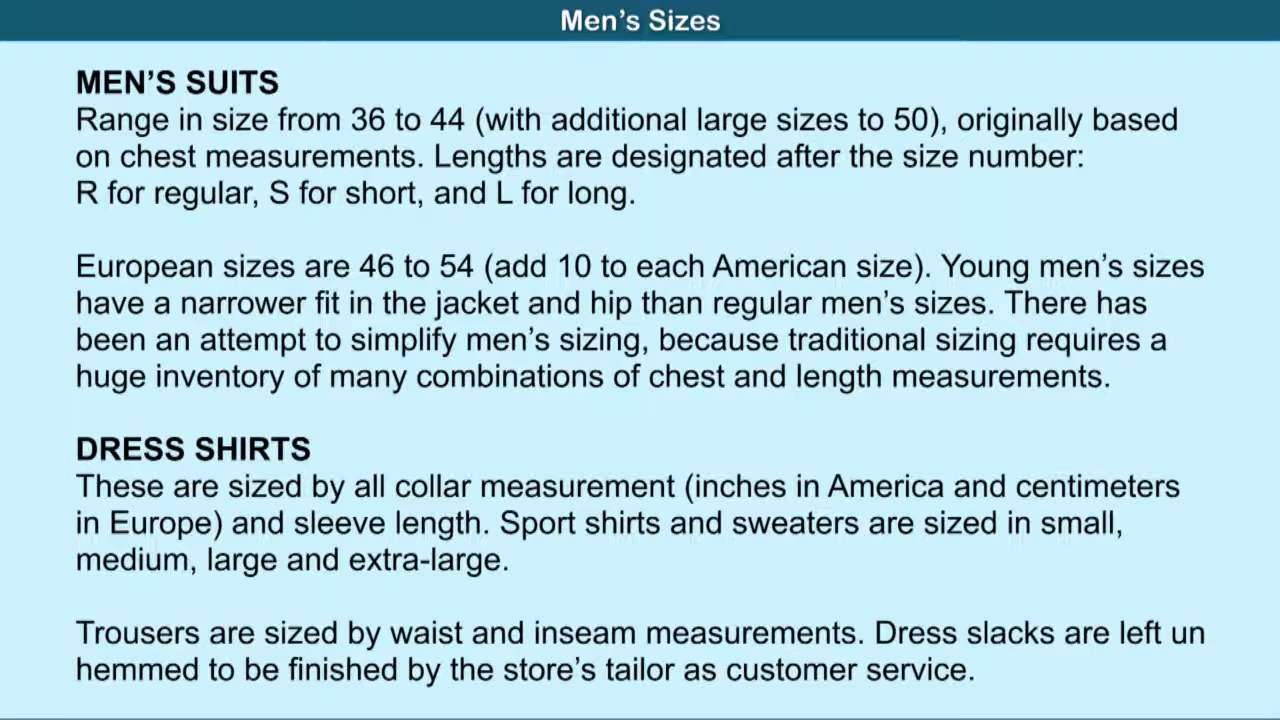 Men's Sizes
MEN'S SUITS
Range in size from 36 to 44 (with additional large sizes to 50), originally based
on chest measurements. Lengths are designated after the size number:
R for regular, S for short, and L for long.
European sizes are 46 to 54 (add 10 to each American size). Young men's sizes
have a narrower fit in the jacket and hip than regular men's sizes. There has
been an attempt to simplify men's sizing, because traditional sizing requires a
huge inventory of many combinations of chest and length measurements.
DRESS SHIRTS
These are sized by all collar measurement (inches in America and centimeters
in Europe) and sleeve length. Sport shirts and sweaters are sized in small,
medium, large and extra-large.
Trousers are sized by waist and inseam measurements. Dress slacks are left un
hemmed to be finished by the store's tailor as customer service.